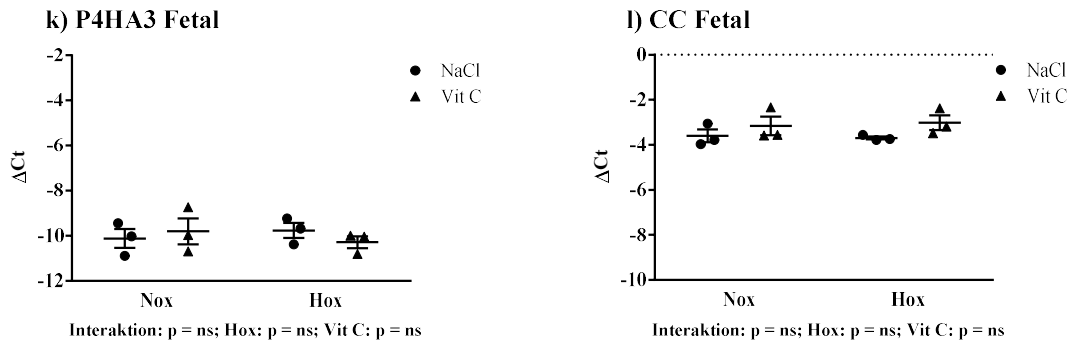 k) P4HA3 Fetal
-2
-4
-6
-8
-10
-12
ΔCt
NaCl
Vit C
Nox
Hox
Interaktion: p = ns; Hox: p = ns; Vit C: p = ns
l) CC Fetal
0
-2
-4
-6
-8
-10
ΔCt
NaCl
Vit C
Nox
Hox
Interaktion: p = ns; Hox: p = ns; Vit C: p = ns